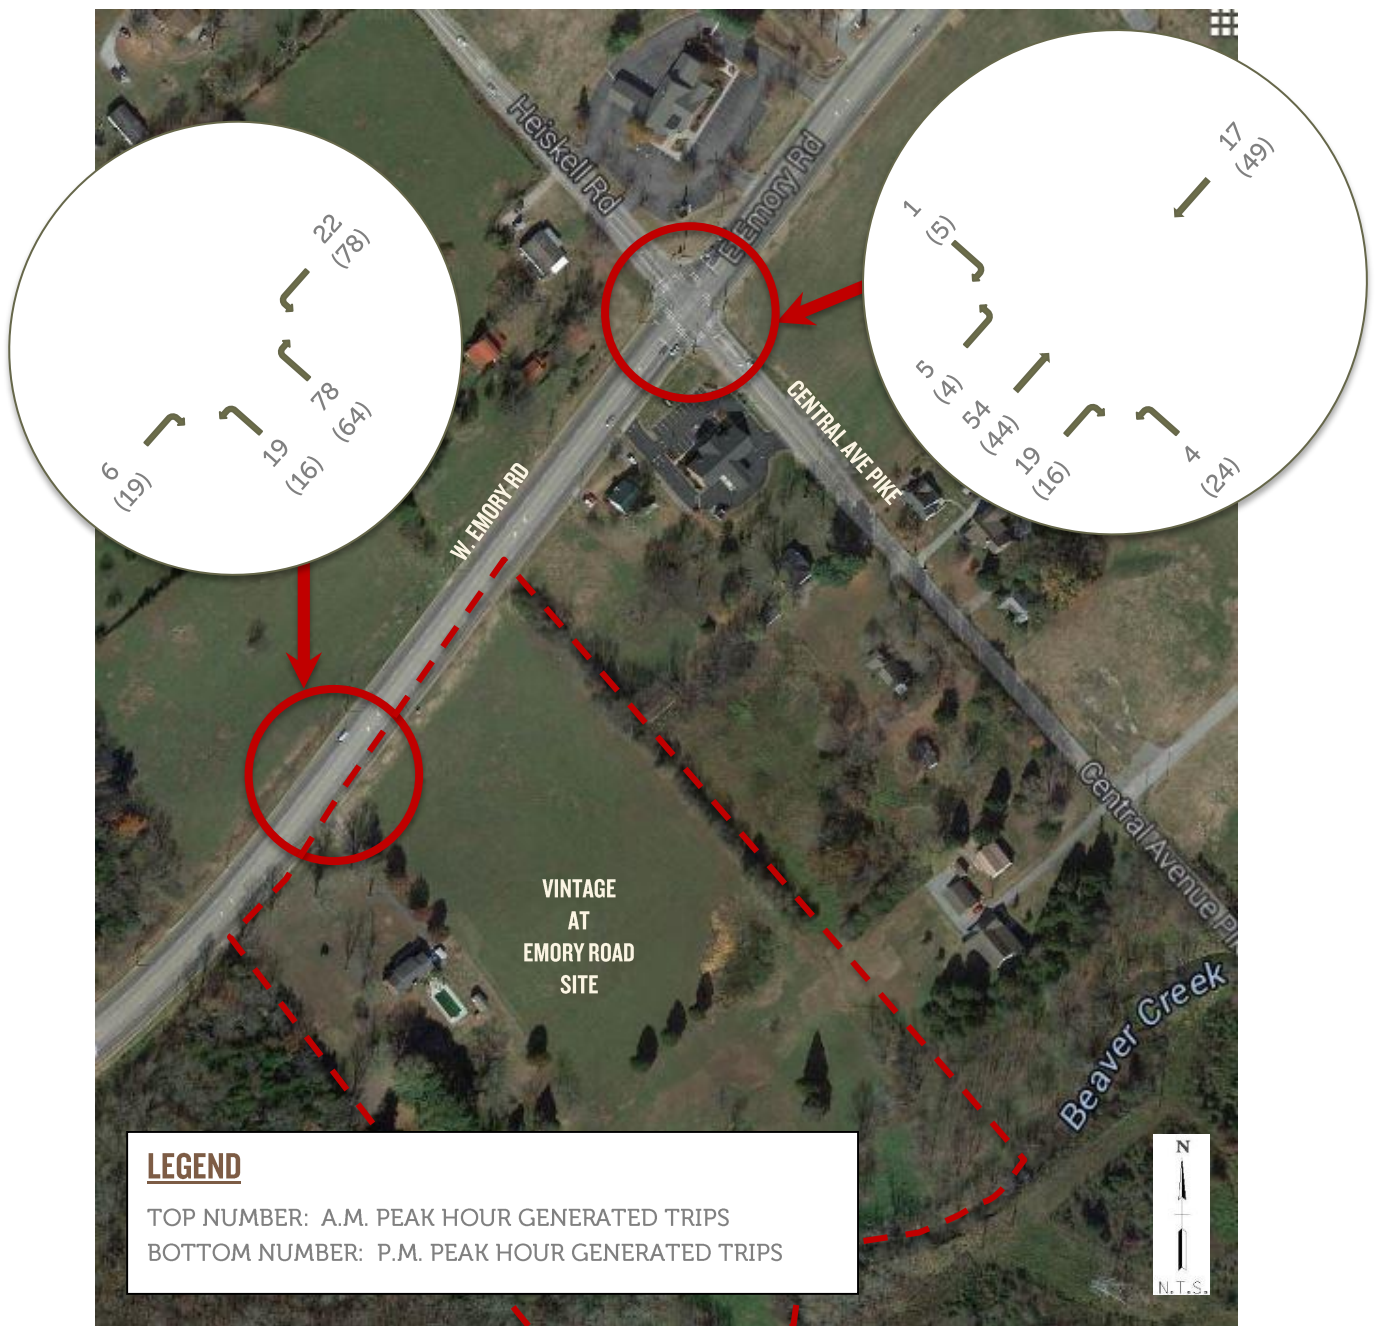 Heiskell Rd
E Emory Rd
17
(49)
1
(5)
5
(4)
54
(44)
19
(16)
4
(24)
22
(78)
78
(64)
19
(16)
6
(19)
W. EMORY RD
CENTRAL AVE PIKE
Central Avenue Pi
VINTAGE
AT
EMORY ROAD
SITE
Beaver Creek
LEGEND
TOP NUMBER: A.M. PEAK HOUR GENERATED TRIPS
BOTTOM NUMBER: P.M. PEAK HOUR GENERATED TRIPS
N
N.T.S.